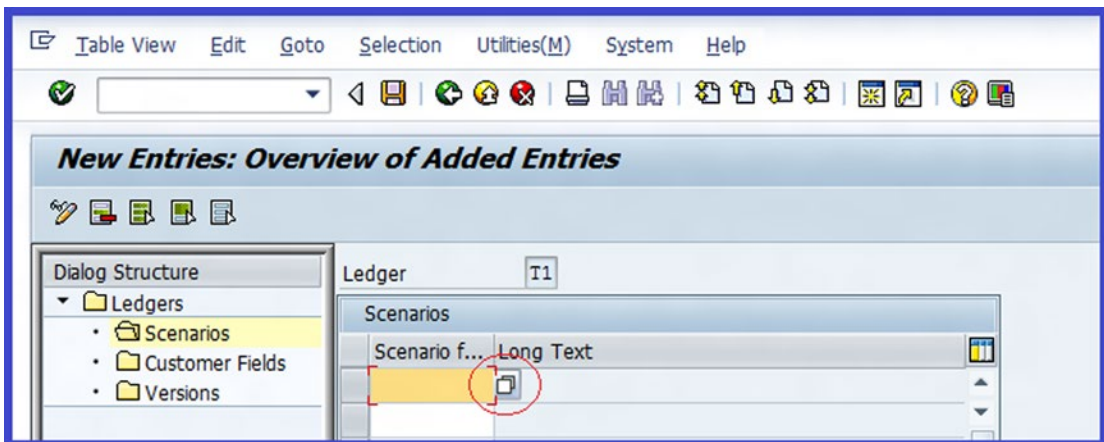 Table View Edit Goto Selection Utilities(M) System Help
New Entries: Overview of Added Entries
Dialog Structure
Ledgers
Scenarios
Customer Fields
Versions
Ledger T1
Scenarios
Scenario f... Long Text